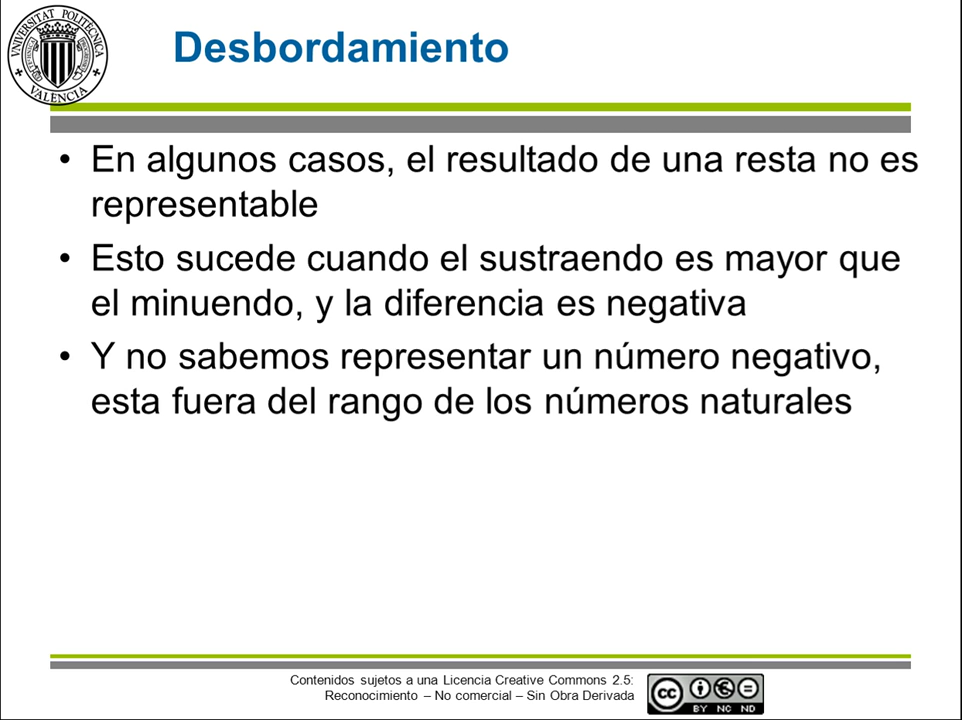 UNIVERSITAT POLITECNICA
VALENCIA
Desbordamiento
• En algunos casos, el resultado de una resta no es
representable
• Esto sucede cuando el sustraendo es mayor que
el minuendo, y la diferencia es negativa
• Y no sabemos representar un número negativo,
esta fuera del rango de los números naturales
Contenidos sujetos a una Licencia Creative Commons 2.5:
Reconocimiento – No comercial – Sin Obra Derivada
cc
BY NC ND